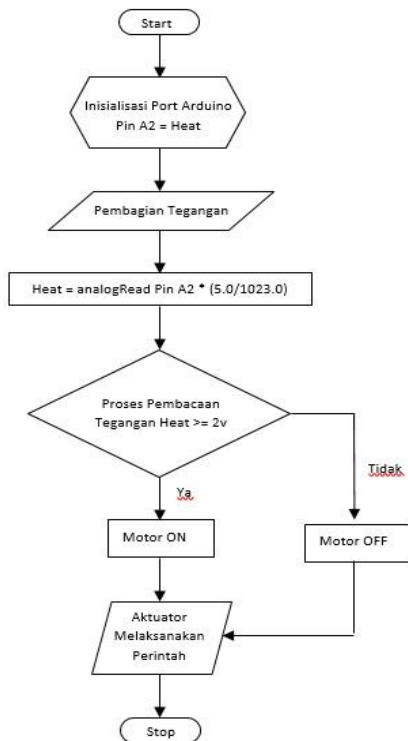 Start
Inisialisasi Port Arduino
Pin A2 = Heat
Pembagian Tegangan
Heat = analogRead Pin A2 * (5.0/1023.0)
Proses Pembacaan
Tegangan Heat >= 2v
Tidak
Ya
Motor ON
Motor OFF
Aktuator
Melaksanakan
Perintah
Stop